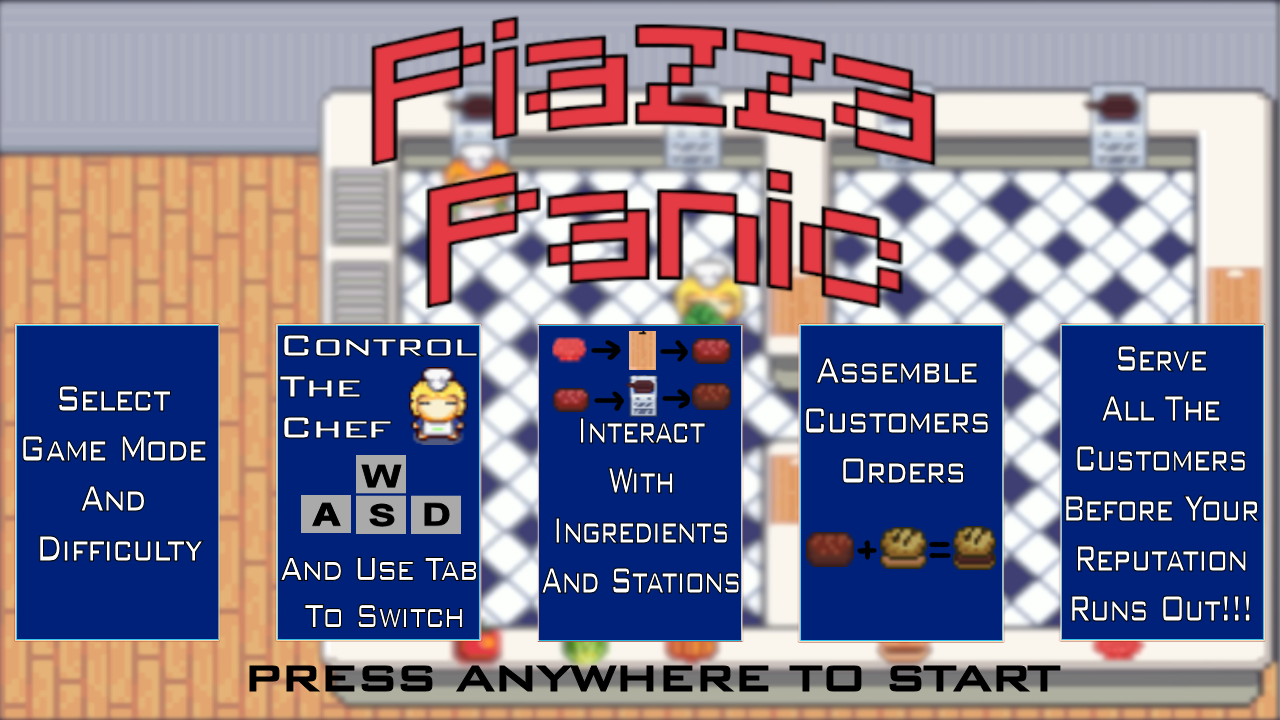 Piazza
Panic
Select
Game Mode
And
Difficulty
Control
The
Chef
W
A S D
And Use Tab
To Switch
Interact
With
Ingredients
And Stations
Assemble
Customers
Orders
+ =
Serve
All The
Customers
Before Your
Reputation
Runs Out!!!
PRESS ANYWHERE TO START